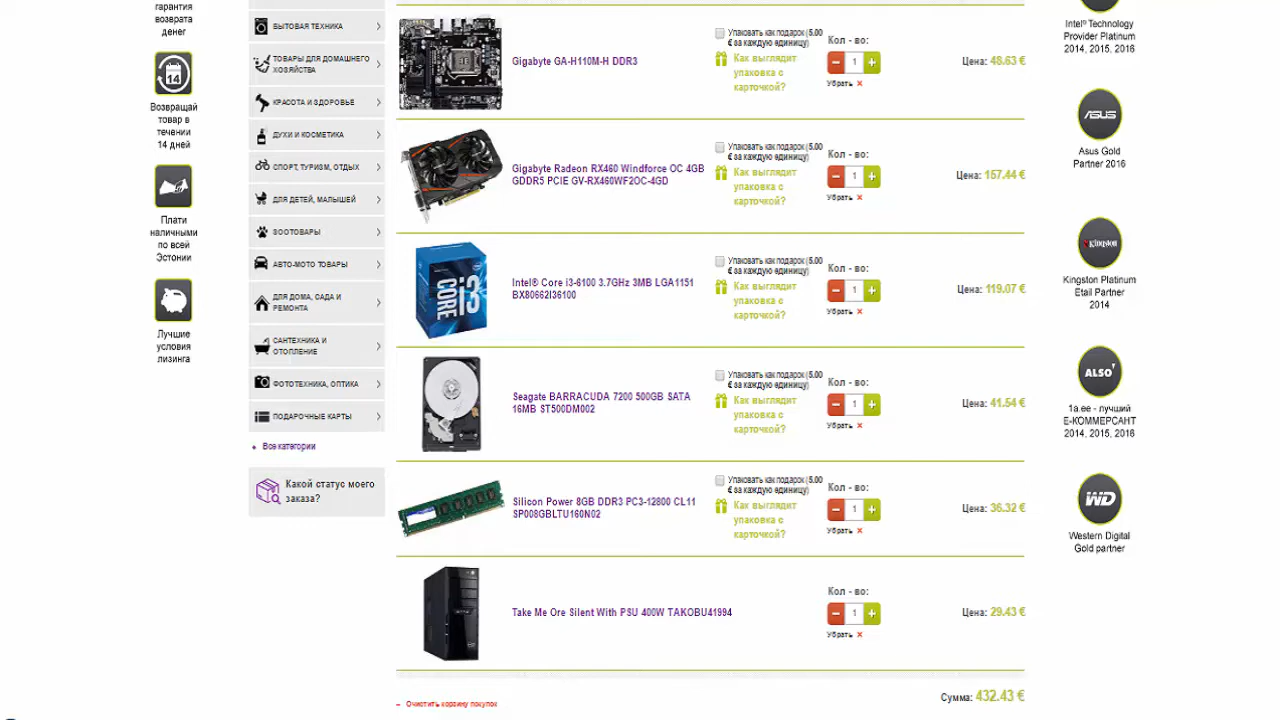 гарантия
возврата
денег
Возвращай
товар в
течении
14 дней
Плати
наличными
по всей
Эстонии
Лучшие
условия
лизинга
БЫТОВАЯ ТЕХНИКА
ТОВАРЫ ДЛЯ ДОМАШНЕГО
ХОЗЯЙСТВА
КРАСОТА И ЗДОРОВЬЕ
ДУХИ И КОСМЕТИКА
СПОРТ, ТУРИЗМ, ОТДЫХ
ДЛЯ ДЕТЕЙ, МАЛЫШЕЙ
ЗООТОВАРЫ
АВТО-МОТО ТОВАРЫ
ДЛЯ ДОМА, САДА И
РЕМОНТА
САНТЕХНИКА И
ОТОПЛЕНИЕ
ФОТОТЕХНИКА, ОПТИКА
ПОДАРОЧНЫЕ КАРТЫ
Все категории
Какой статус моего
заказа?
Gigabyte GA-H110M-H DDR3
Упаковать как подарок (5.00
€ за каждую единицу)
Как выглядит
упаковка с
карточкой?
Кол - во:
1
Убрать
Цена: 48.63 €
Gigabyte Radeon RX460 Windforce OC 4GB
GDDR5 PCIE GV-RX460WF2OC-4GD
Упаковать как подарок (5.00
€ за каждую единицу)
Как выглядит
упаковка с
карточкой?
Кол - во:
1
Убрать
Цена: 157.44 €
CORE i3
Intel® Core i3-6100 3.7GHz 3MB LGA1151
BX80662I36100
Упаковать как подарок (5.00
€ за каждую единицу)
Как выглядит
упаковка с
карточкой?
Кол - во:
1
Убрать
Цена: 119.07 €
Seagate BARRACUDA 7200 500GB SATA
16MB ST500DM002
Упаковать как подарок (5.00
€ за каждую единицу)
Как выглядит
упаковка с
карточкой?
Кол - во:
1
Убрать
Цена: 41.54 €
Silicon Power 8GB DDR3 PC3-12800 CL11
SP008GBLTU160N02
Упаковать как подарок (5.00
€ за каждую единицу)
Как выглядит
упаковка с
карточкой?
Кол - во:
1
Убрать
Цена: 36.32 €
Take Me Ore Silent With PSU 400W TAKOBU41994
Кол - во:
1
Убрать
Цена: 29.43 €
Очистить корзину покупок
Сумма: 432.43 €
Intel® Technology
Provider Platinum
2014, 2015, 2016
ASUS
Asus Gold
Partner 2016
Kingston
Kingston Platinum
Etail Partner
2014
ALSO
1a.ee - лучший
Е-КОММЕРСАНТ
2014, 2015, 2016
WD
Western Digital
Gold partner